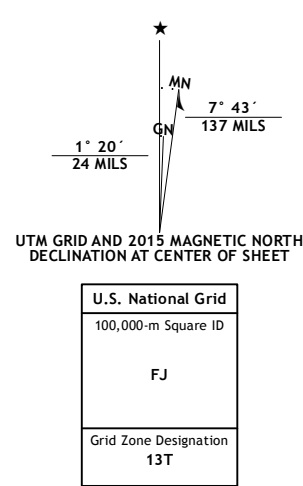 ★
MN
7° 43´
137 MILS
GN
1° 20´
24 MILS
UTM GRID AND 2015 MAGNETIC NORTH
DECLINATION AT CENTER OF SHEET
U.S. National Grid
100,000-m Square ID
FJ
Grid Zone Designation
13T